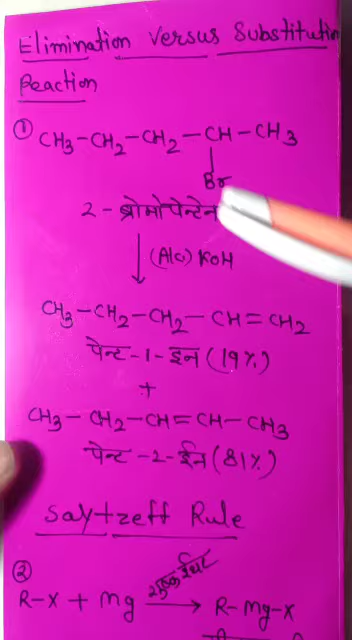 Elimination Versus Substitution
Reaction
① CH3-CH2-CH2-CH-CH3
Br
2-ब्रोमोपेन्टेन
(Alc) KOH
CH3-CH2-CH2-CH=CH2
पेन्ट-1-इन (19%)
+
CH3-CH2-CH=CH-CH3
पेन्ट-2-ईन (81%)
Saytzeff Rule
②
शुष्क ईथर
R-X + Mg → R-Mg-X